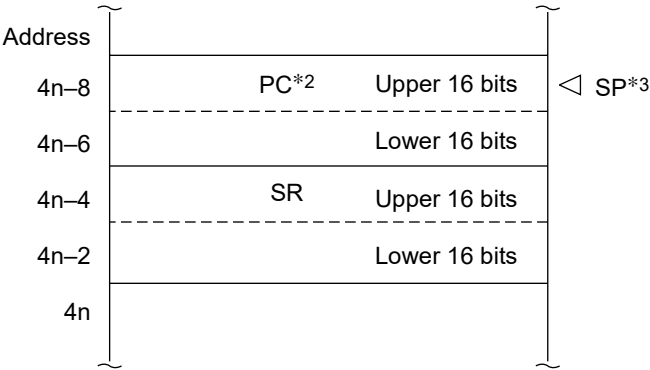 Address
4n–8 PC*2 Upper 16 bits SP*3
4n–6 Lower 16 bits
4n–4 SR Upper 16 bits
4n–2 Lower 16 bits
4n